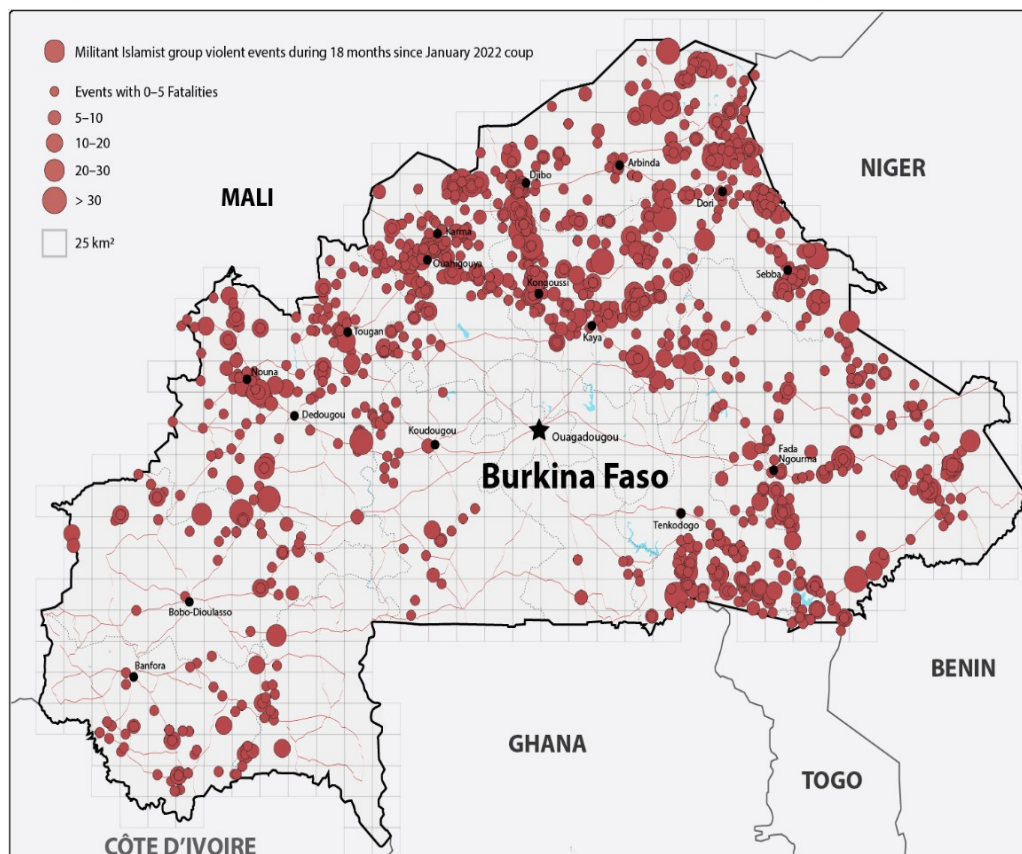 Militant Islamist group violent events during 18 months since January 2022 coup
Events with 0–5 Fatalities
5–10
10–20
20–30
> 30
25 km²
MALI
NIGER
Djibo
Arbinda
Dori
Karma
Ouahigouya
Sebba
Kongoussi
Kaya
Tougan
Nouna
Dedougou
Koudougou
Ouagadougou
Burkina Faso
Fada
Ngourma
Tenkodogo
Bobo-Dioulasso
Banfora
BENIN
GHANA
TOGO
CÔTE D'IVOIRE